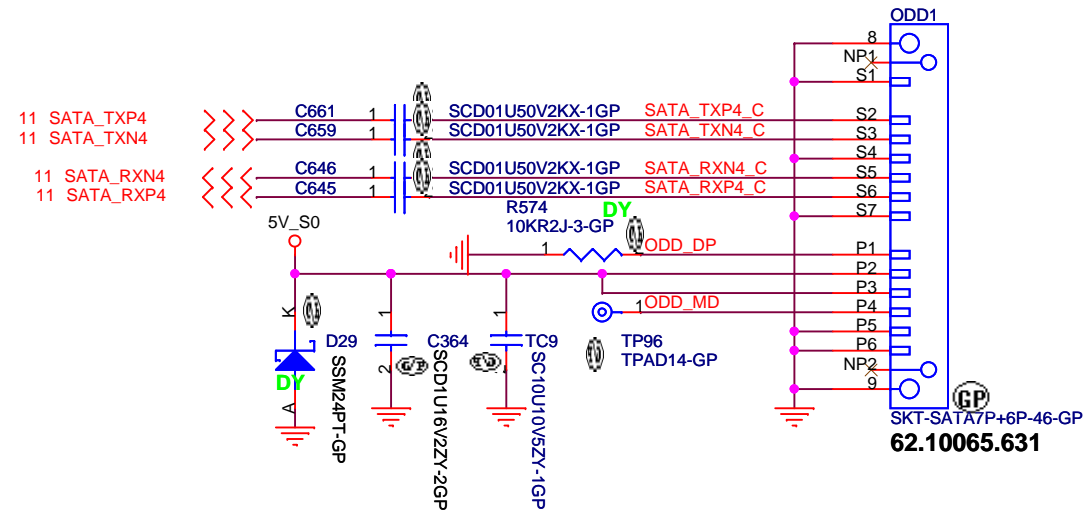 ODD1
8
NP1
S1
11 SATA_TXP4
C661
1
SCD01U50V2KX-1GP
SATA_TXP4_C
S2
11 SATA_TXN4
C659
1
SCD01U50V2KX-1GP
SATA_TXN4_C
S3
S4
11 SATA_RXN4
C646
1
SCD01U50V2KX-1GP
SATA_RXN4_C
S5
11 SATA_RXP4
C645
1
SCD01U50V2KX-1GP
SATA_RXP4_C
S6
S7
R574
DY
10KR2J-3-GP
5V_S0
1
ODD_DP
P1
P2
P3
1
ODD_MD
P4
P5
P6
NP2
9
K
D29
DY
A
SSM24PT-GP
1
C364
2
SCD1U16V2ZY-2GP
1
TC9
SC10U10V5ZY-1GP
TP96
TPAD14-GP
GP
SKT-SATA7P+6P-46-GP
62.10065.631